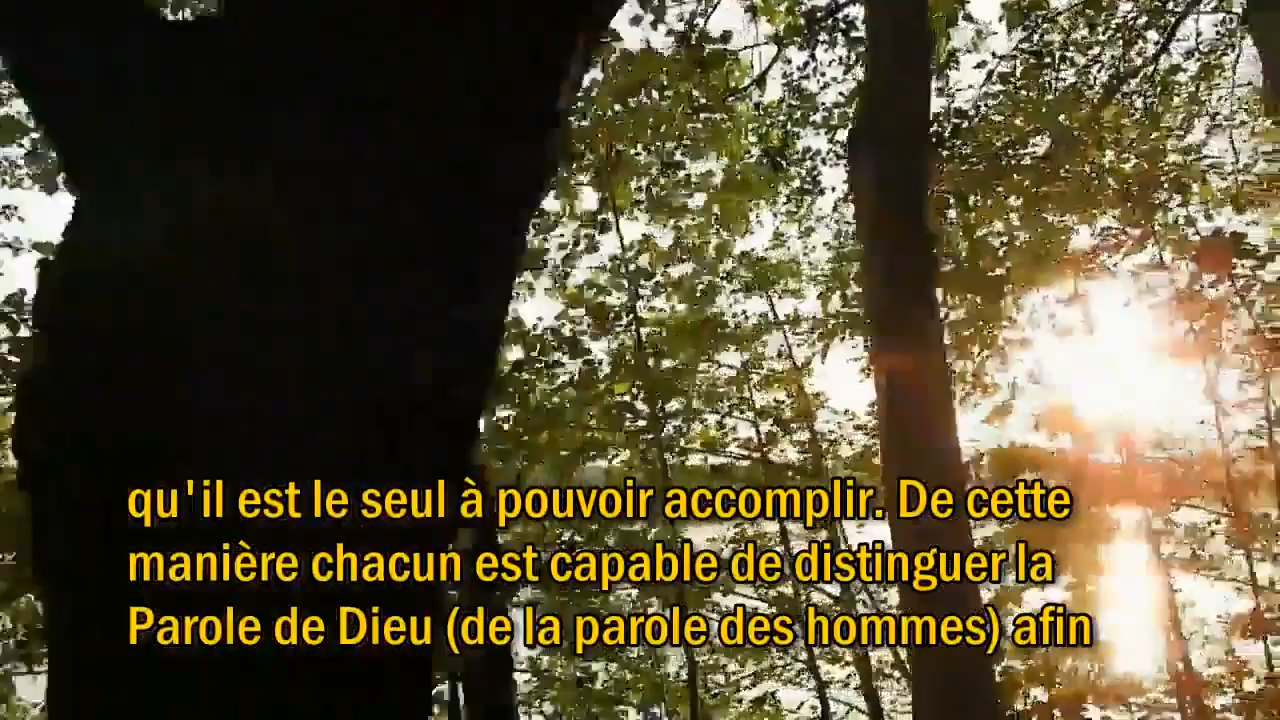 qu'il est le seul à pouvoir accomplir. De cette
manière chacun est capable de distinguer la
Parole de Dieu (de la parole des hommes) afin